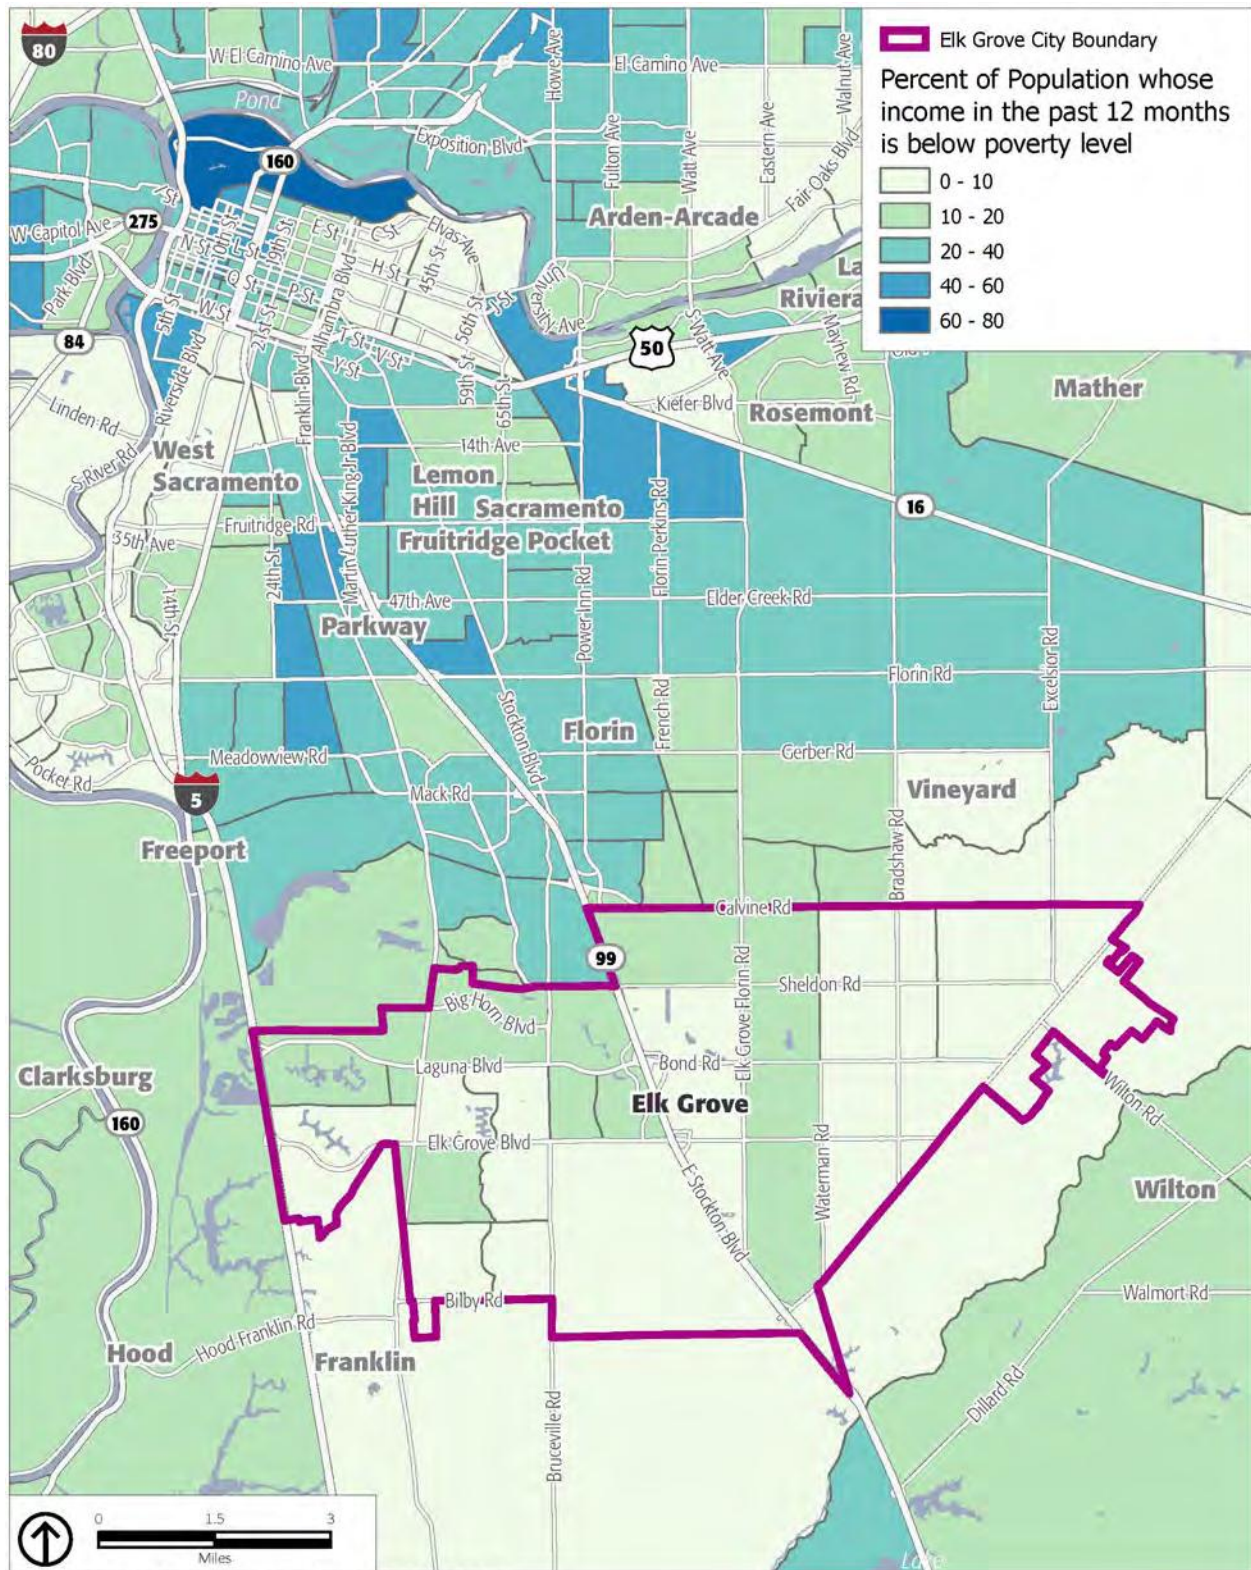 80
W El Camino Ave
Pond
Howe Ave
El Camino Ave
Walnut Ave
Elk Grove City Boundary
Percent of Population whose
income in the past 12 months
is below poverty level
0 - 10
10 - 20
20 - 40
40 - 60
60 - 80
Exposition Blvd
Fulton Ave
Watt Ave
Eastern Ave
Fair Oaks Blvd
160
Arden-Arcade
275
W Capitol Ave
Park Blvd
N St
L St
Q St
P St
19th St
E St
C St
H St
Elvas Ave
45th St
56th St
J St
University Ave
La
Riviera
5th St
W St
21st St
Alhambra Blvd
T St
V St
Y St
59th St
65th St
50
S Watt Ave
Mayhew Rd
84
Riverside Blvd
Franklin Blvd
Linden Rd
S River Rd
Kiefer Blvd
Rosemont
Mather
West
Sacramento
14th Ave
Martin Luther King Jr Blvd
Lemon
Hill
Sacramento
16
Fruitridge Rd
35th Ave
Fruitridge Pocket
Florin Perkins Rd
24th St
47th Ave
Power Inn Rd
Elder Creek Rd
Parkway
Excelsior Rd
Florin Rd
Stockton Blvd
French Rd
Florin
Meadowview Rd
Gerber Rd
Pocket Rd
5
Mack Rd
Vineyard
Bradshaw Rd
Freeport
Calvine Rd
99
Elk Grove Florin Rd
Sheldon Rd
Big Horn Blvd
Laguna Blvd
Bond Rd
Clarksburg
160
Elk Grove
Wilton Rd
Elk Grove Blvd
Waterman Rd
E Stockton Blvd
Wilton
Bilby Rd
Walmort Rd
Hood Franklin Rd
Hood
Franklin
Dillard Rd
Bruceville Rd
0 1.5 3
Miles
Lake